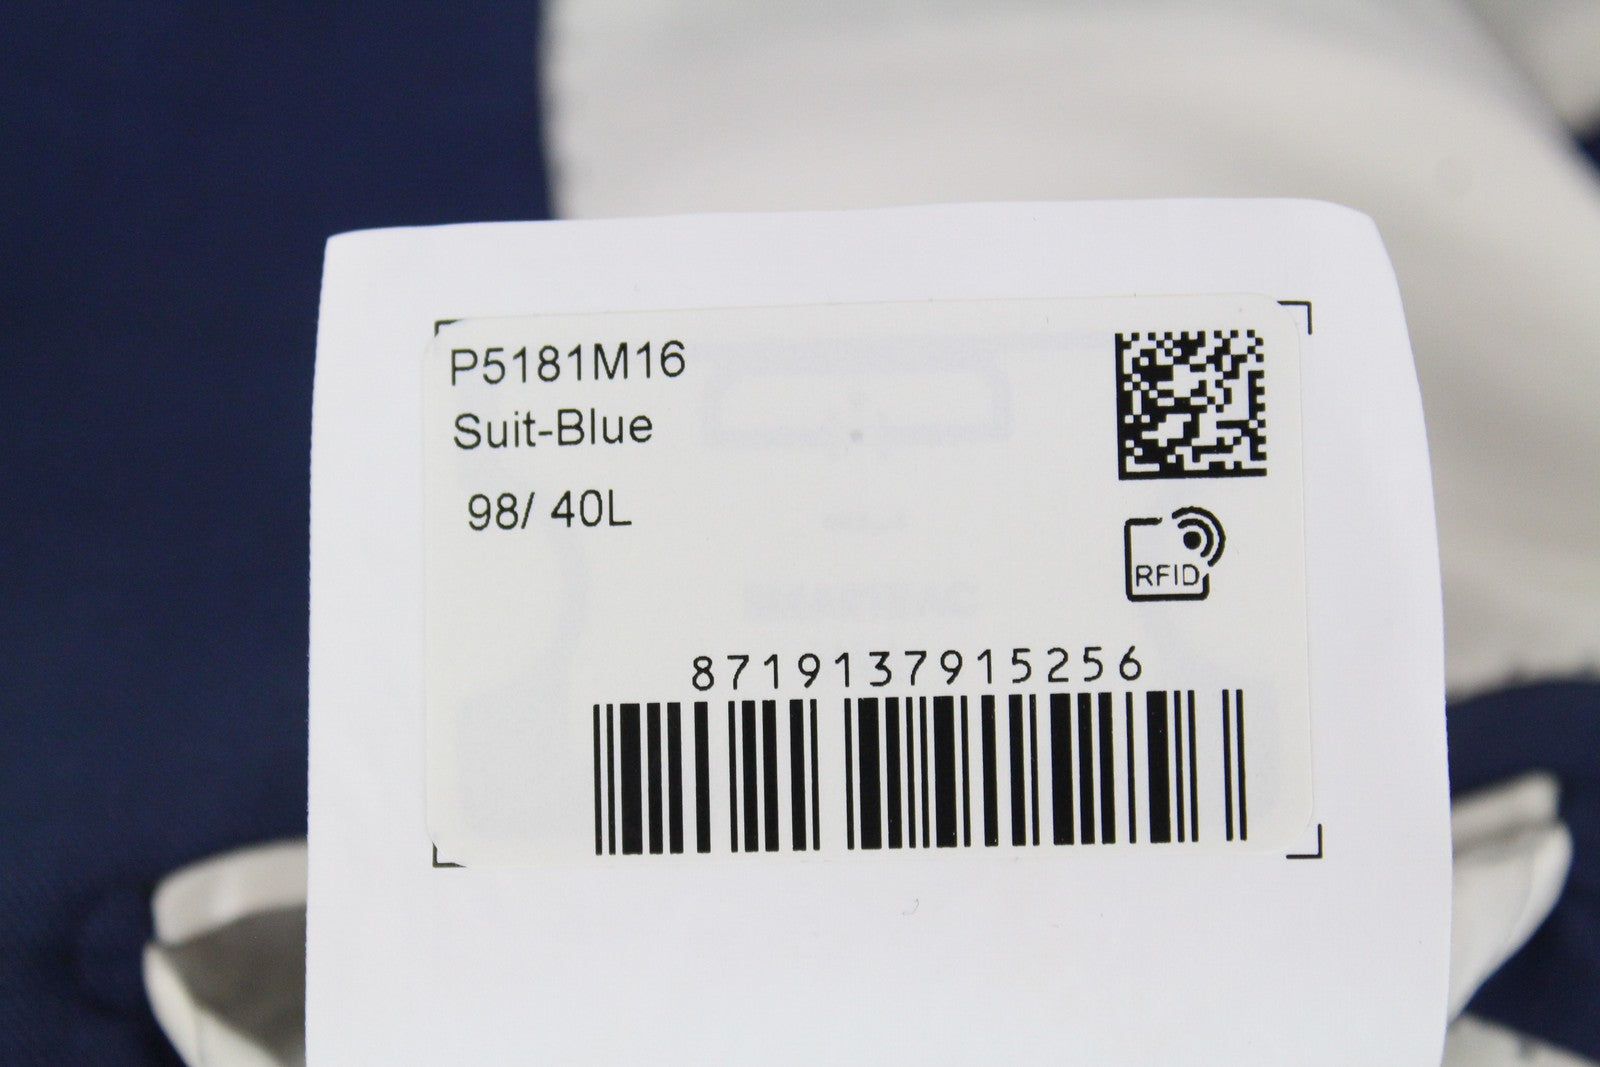 P5181M16
Suit-Blue
98/ 40L
RFID
8719137915256